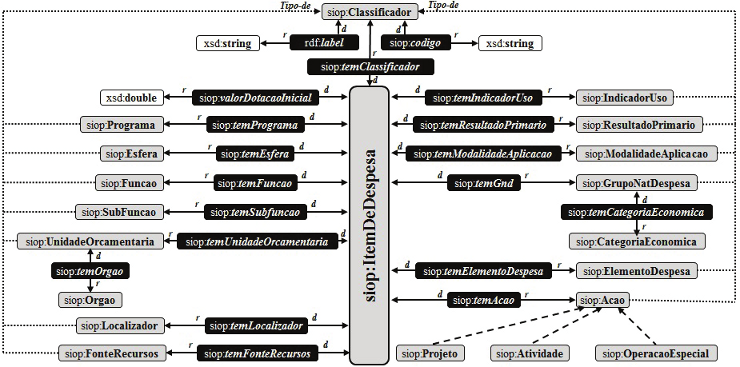 Tipo-de siop:Classificador Tipo-de
d d
xsd:string r rdf:label r siop:codigo r xsd:string
siop:temClassificador
d
xsd:double r siop:valorDotacaoInicial d d siop:temIndicadorUso r siop:IndicadorUso
siop:Programa r siop:temPrograma d d siop:temResultadoPrimario r siop:ResultadoPrimario
siop:Esfera r siop:temEsfera d d siop:temModalidadeAplicacao r siop:ModalidadeAplicacao
siop:Funcao r siop:temFuncao d d siop:temGnd r siop:GrupoNatDespesa
d
siop:SubFuncao r siop:temSubfuncao d siop:temCategoriaEconomica
r
siop:UnidadeOrcamentaria r siop:temUnidadeOrcamentaria d siop:CategoriaEconomica
d
siop:temOrgao d siop:temElementoDespesa r siop:ElementoDespesa
r
siop:Orgao d siop:temAcao r siop:Acao
siop:ItemDeDespesa
siop:Localizador r siop:temLocalizador d
siop:FonteRecursos r siop:temFonteRecursos d siop:Projeto siop:Atividade siop:OperacaoEspecial